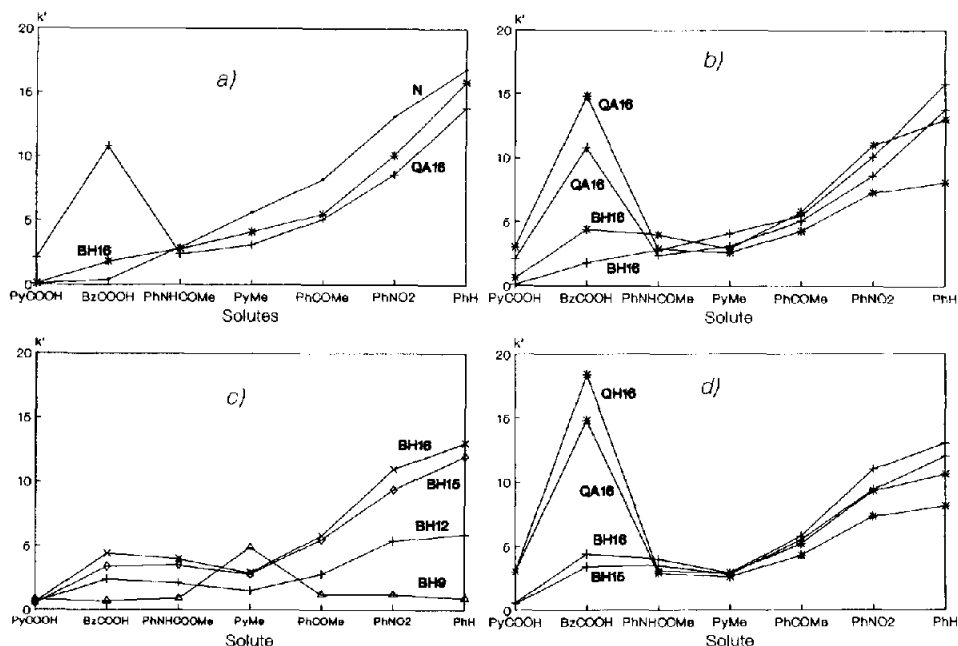 k'
20
a)
15
N
10
QA16
5
BH16
0
PyCOOH BzCOOH PhNHCOMe PyMe PhCOMe PhNO2 PhH
Solutes
k'
20
b)
15
QA16
10
QA16
5
BH16
BH16
0
PyCOOH BzCOOH PhNHCOMe PyMe PhCOMe PhNO2 PhH
Solute
k'
20
c)
15
BH16
10
BH15
5
BH12
BH9
0
PyCOOH BzCOOH PhNHCOOMe PyMe PhCOMe PhNO2 PhH
Solute
k'
20
d)
QH16
15
10
QA16
5
BH16
BH15
0
PyCOOH BzCOOH PhNHCOMe PyMe PhCOMe PhNO2 PhH
Solute